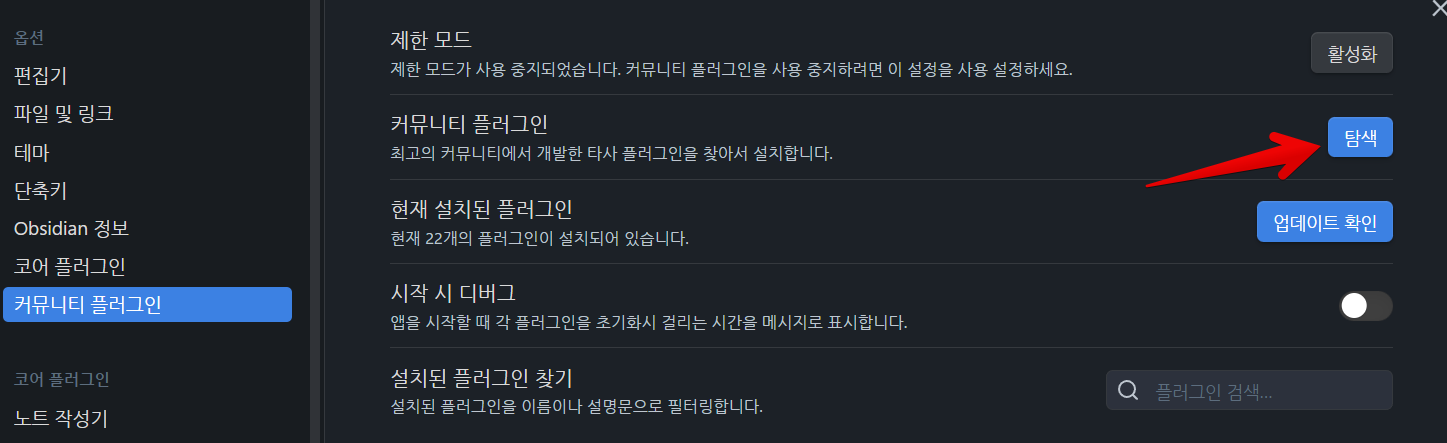 옵션
편집기
파일 및 링크
테마
단축키
Obsidian 정보
코어 플러그인
커뮤니티 플러그인
코어 플러그인
노트 작성기
제한 모드
제한 모드가 사용 중지되었습니다. 커뮤니티 플러그인을 사용 중지하려면 이 설정을 사용 설정하세요.
활성화
커뮤니티 플러그인
최고의 커뮤니티에서 개발한 타사 플러그인을 찾아서 설치합니다.
탐색
현재 설치된 플러그인
현재 22개의 플러그인이 설치되어 있습니다.
업데이트 확인
시작 시 디버그
앱을 시작할 때 각 플러그인을 초기화시 걸리는 시간을 메시지로 표시합니다.
설치된 플러그인 찾기
설치된 플러그인을 이름이나 설명문으로 필터링합니다.
플러그인 검색...